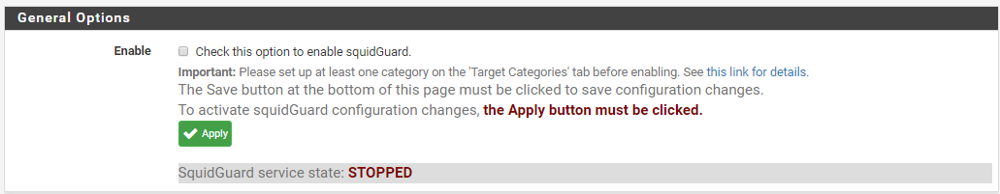 General Options
Enable Check this option to enable squidGuard.
Important: Please set up at least one category on the 'Target Categories' tab before enabling. See this link for details.
The Save button at the bottom of this page must be clicked to save configuration changes.
To activate squidGuard configuration changes, the Apply button must be clicked.
Apply
SquidGuard service state: STOPPED